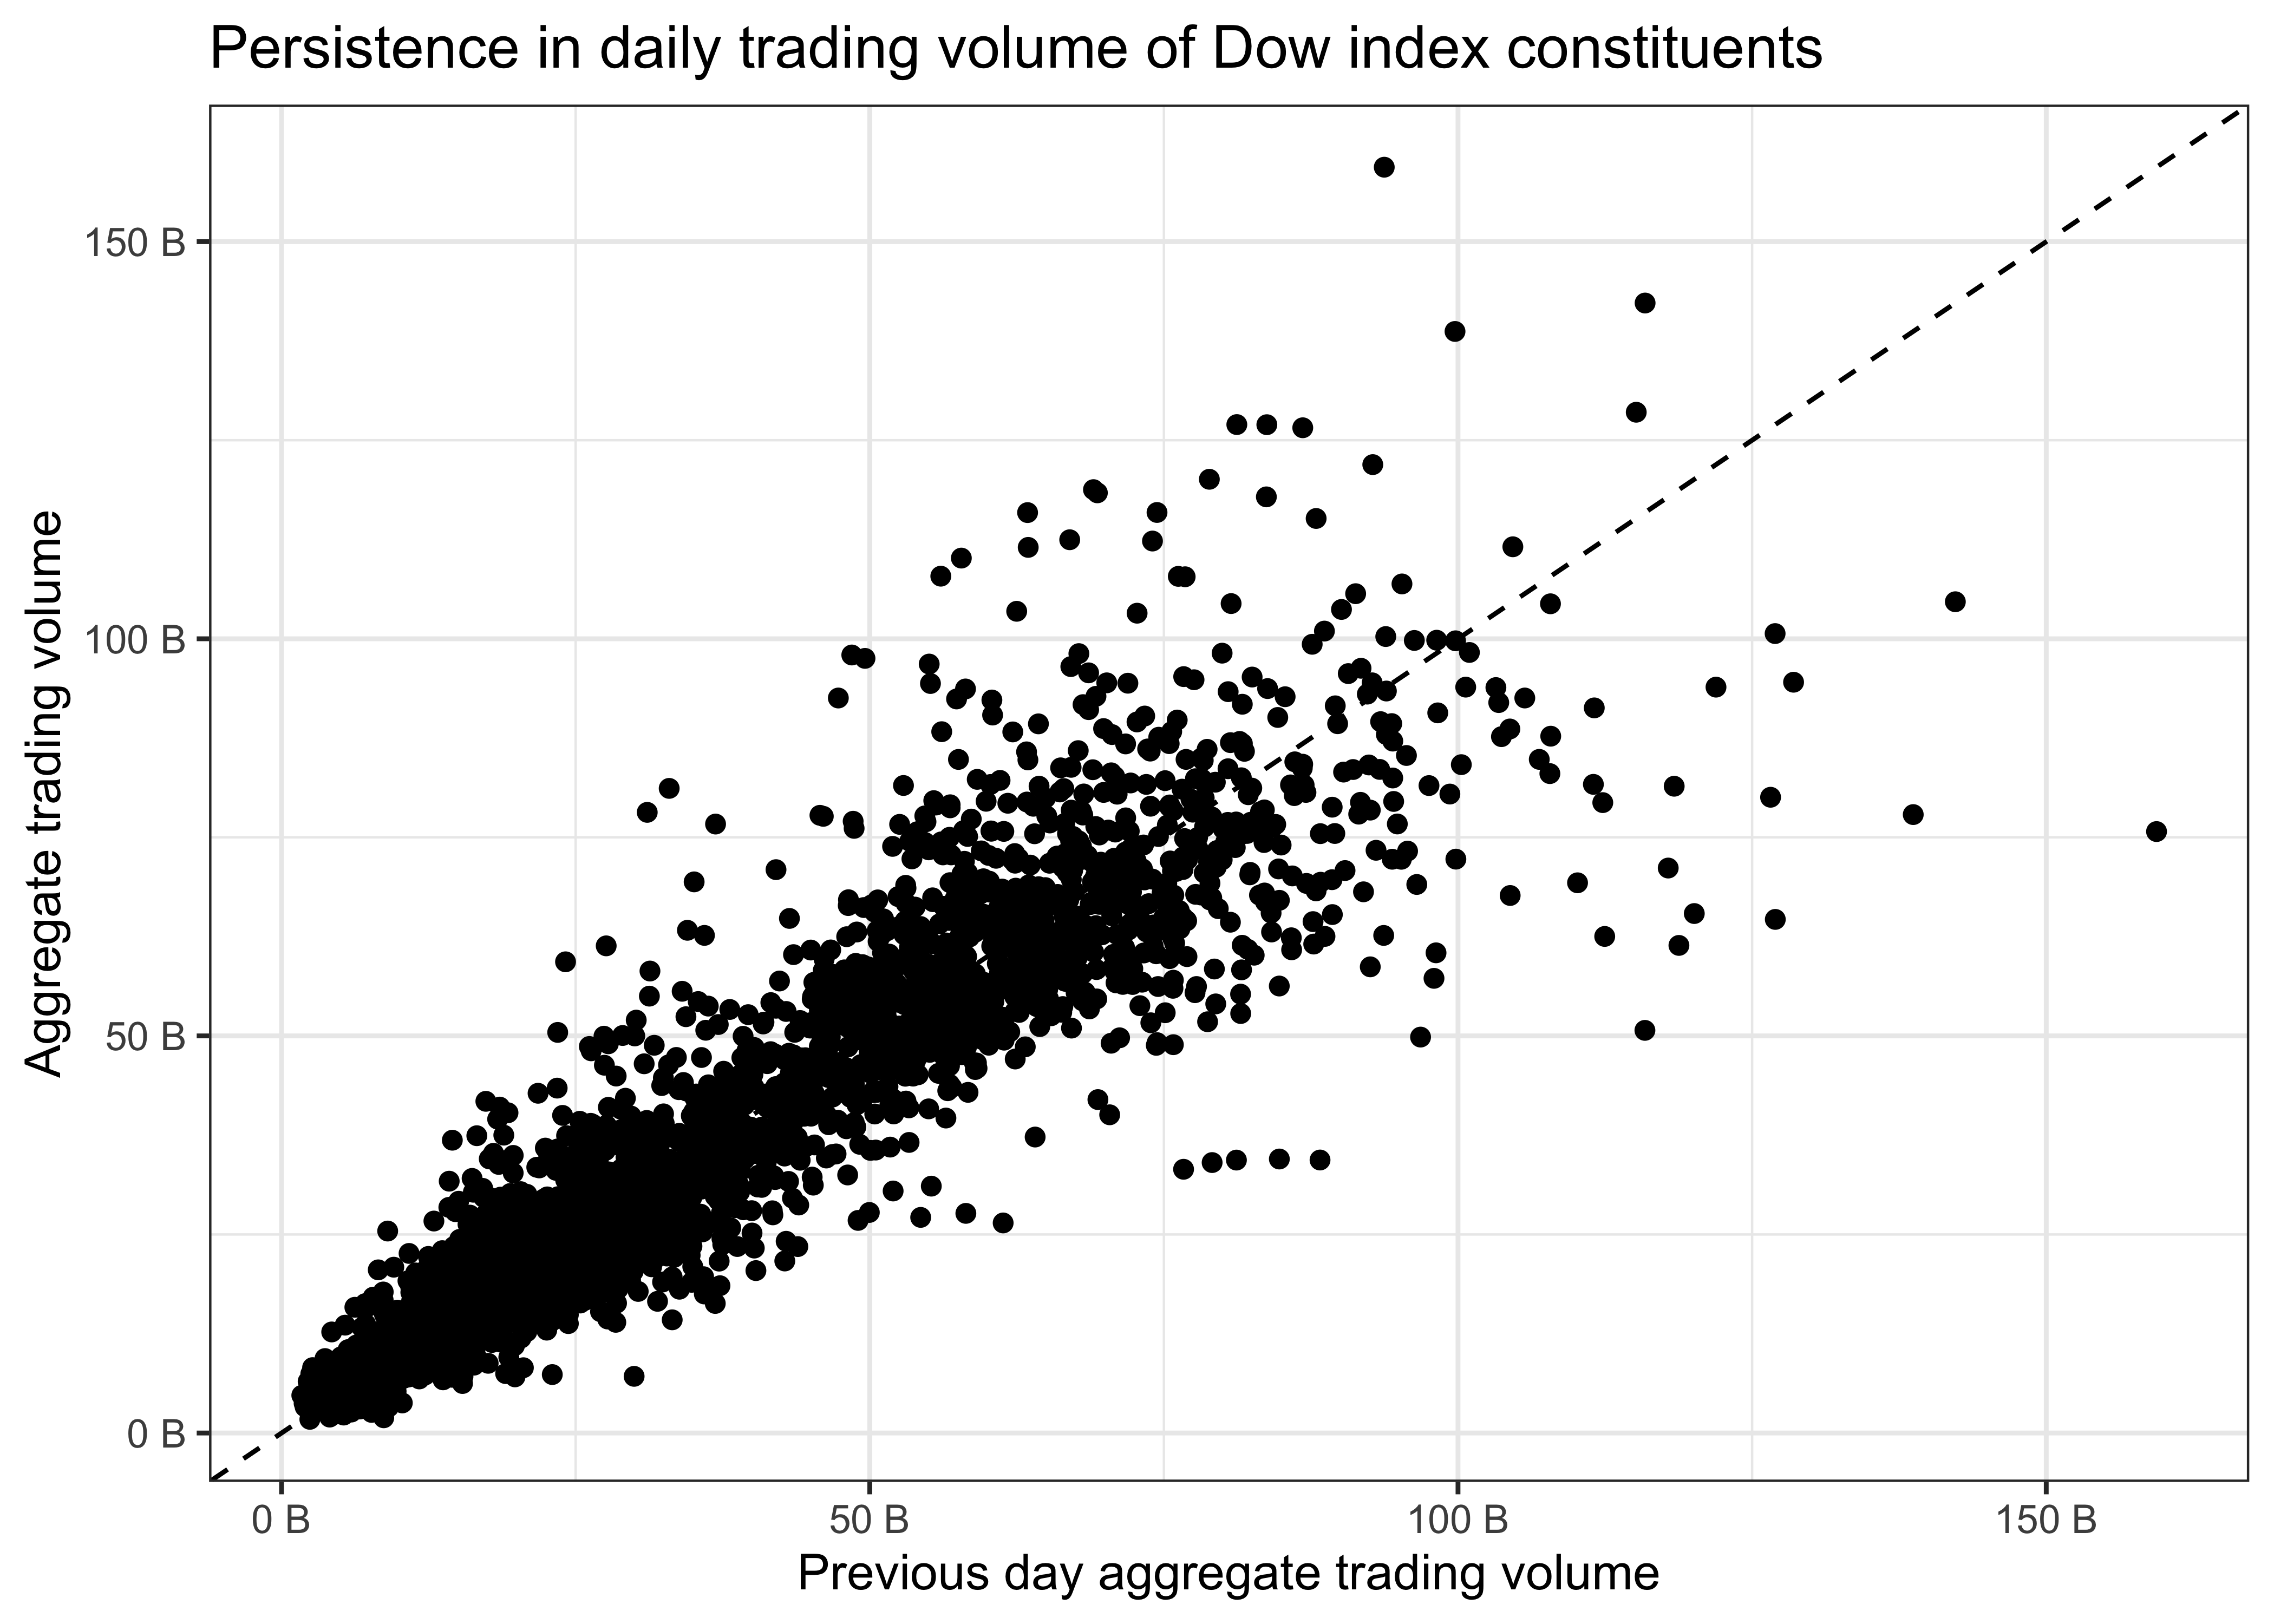 Persistence in daily trading volume of Dow index constituents
Aggregate trading volume
150 B
100 B
50 B
0 B
0 B
50 B
100 B
150 B
Previous day aggregate trading volume